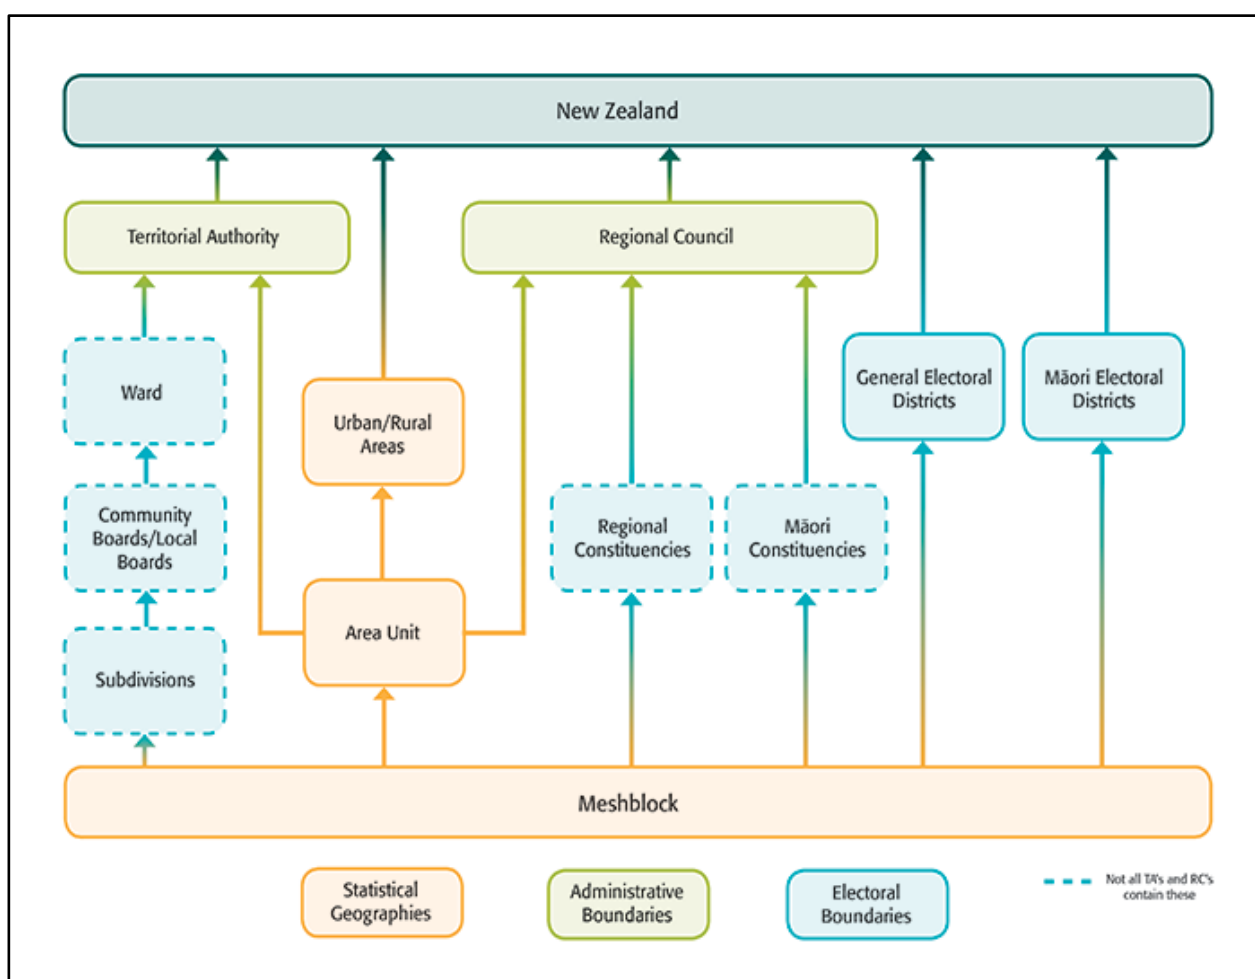 New Zealand
Territorial Authority
Regional Council
Ward
Urban/Rural
Areas
General Electoral
Districts
Māori Electoral
Districts
Community
Boards/Local
Boards
Regional
Constituencies
Māori
Constituencies
Subdivisions
Area Unit
Meshblock
Statistical
Geographies
Administrative
Boundaries
Electoral
Boundaries
Not all TA's and RC's
contain these